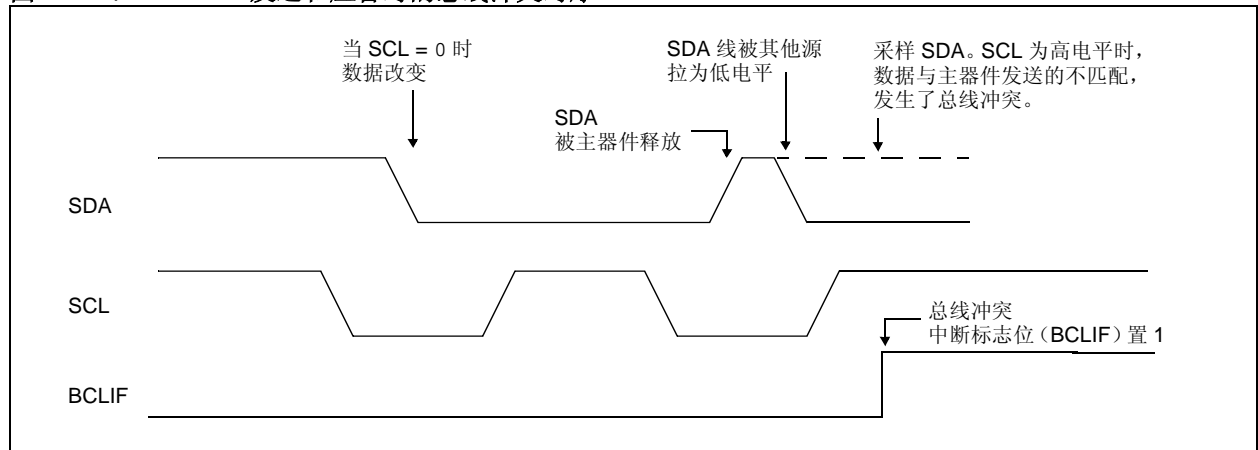 当 SCL = 0 时
数据改变
SDA 线被其他源
拉为低电平
采样 SDA。SCL 为高电平时，
数据与主器件发送的不匹配，
发生了总线冲突。
SDA
被主器件释放
SDA
SCL
总线冲突
中断标志位（BCLIF）置 1
BCLIF